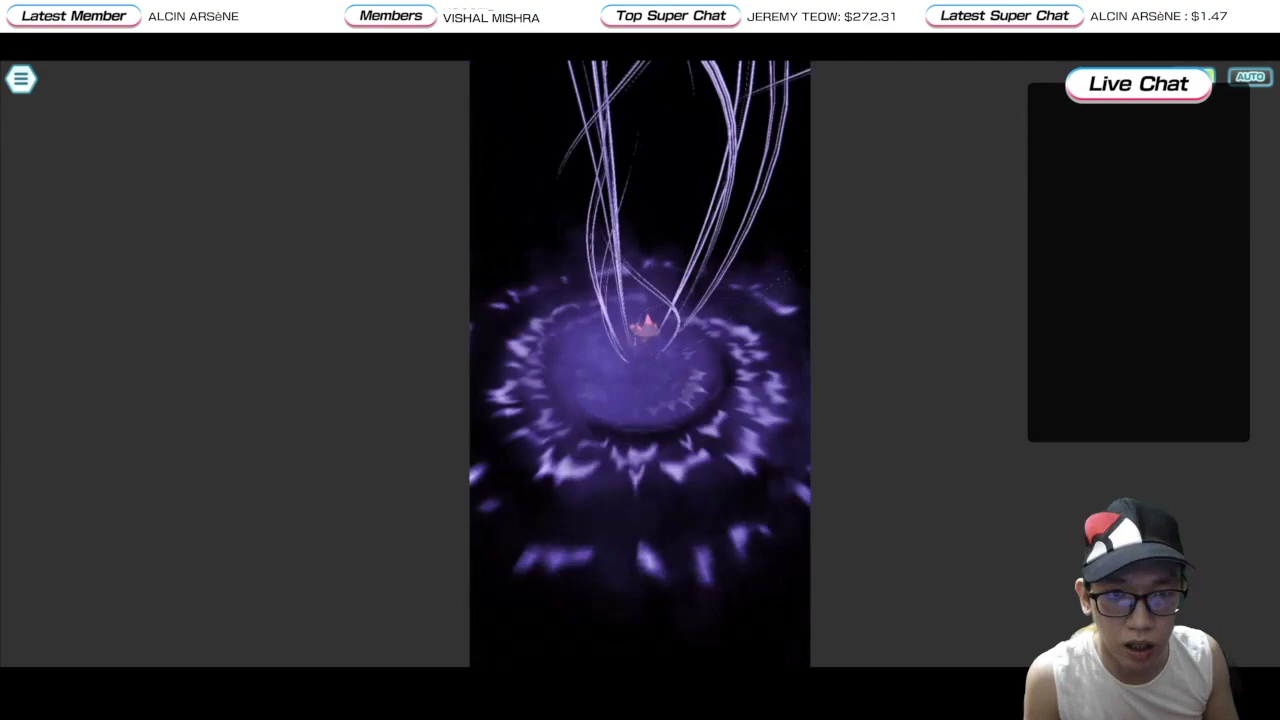 Latest Member ALCIN ARSèNE
Members VISHAL MISHRA
Top Super Chat JEREMY TEOW: $272.31
Latest Super Chat ALCIN ARSèNE : $1.47
AUTO
Live Chat